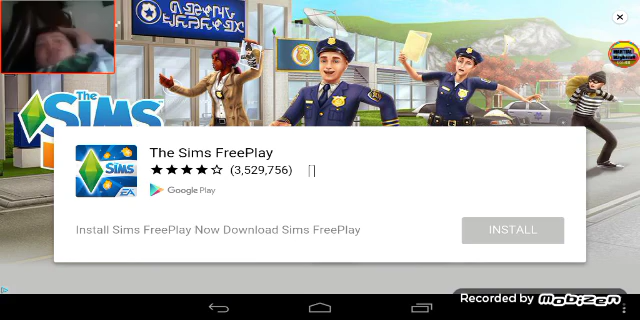 The
SIMS
SIMS
EA
The Sims FreePlay
(3,529,756) []
Google Play
Install Sims FreePlay Now Download Sims FreePlay
INSTALL
Recorded by Mobizen